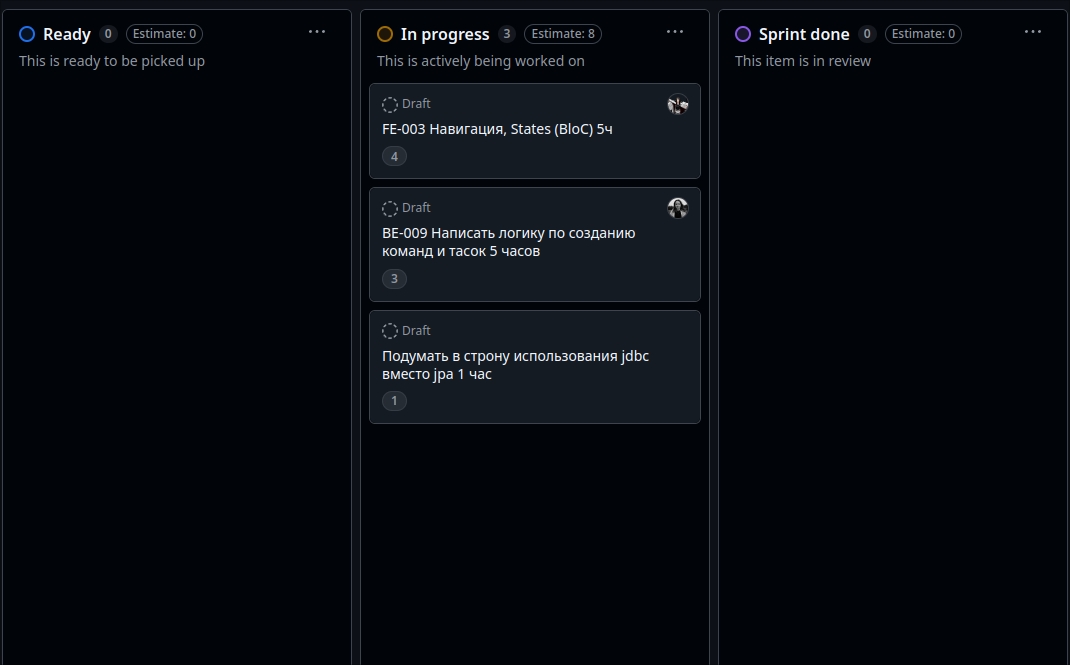 Ready 0 Estimate: 0
This is ready to be picked up
In progress 3 Estimate: 8
This is actively being worked on
Draft
FE-003 Навигация, States (BloC) 5ч
4
Draft
BE-009 Написать логику по созданию
команд и тасок 5 часов
3
Draft
Подумать в строну использования jdbc
вместо jpa 1 час
1
Sprint done 0 Estimate: 0
This item is in review